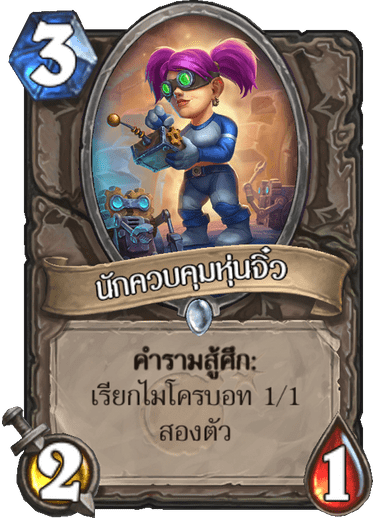 3
นักควบคุมหุ่นจิ๋ว
คำรามสู้ศึก:
เรียกไมโครบอท 1/1
สองตัว
2
1